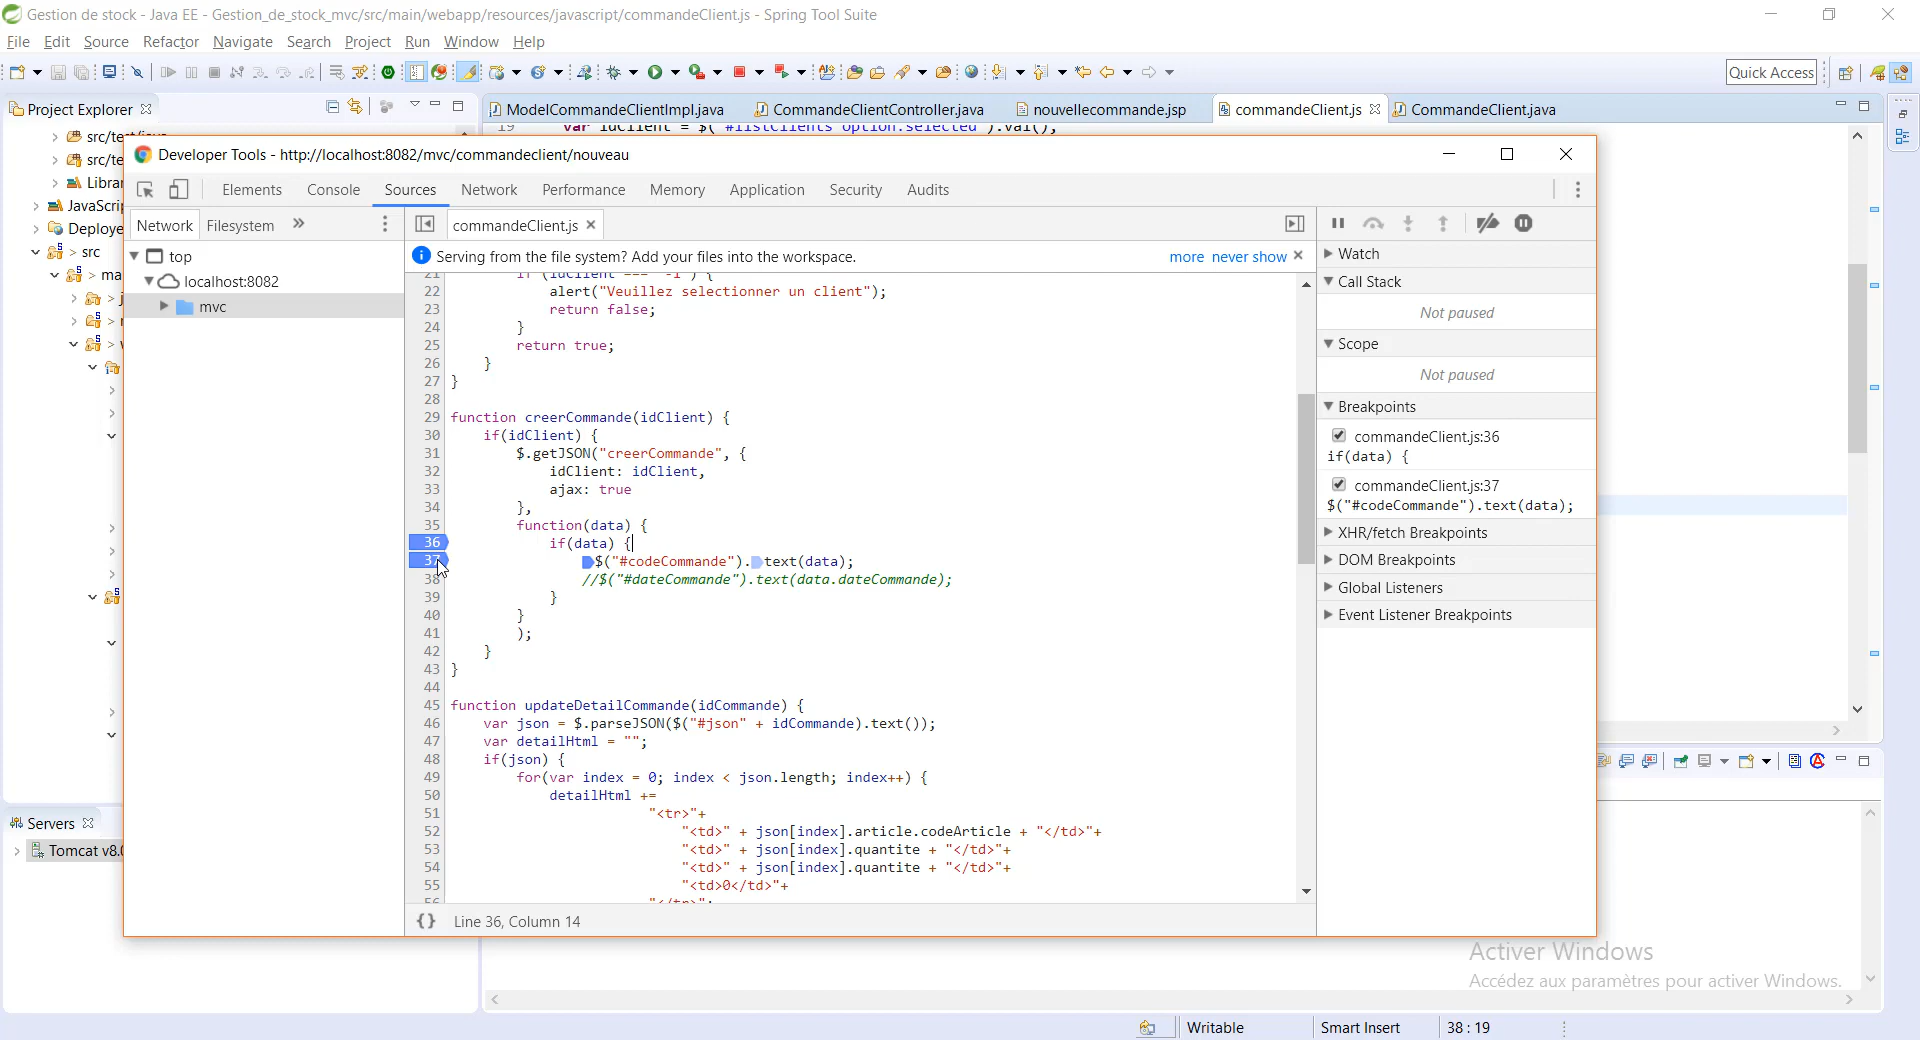 Gestion de stock - Java EE - Gestion_de_stock_mvc/src/main/webapp/resources/javascript/commandeClient.js - Spring Tool Suite
File Edit Source Refactor Navigate Search Project Run Window Help
Quick Access
Project Explorer
ModelCommandeClientImpl.java CommandeClientController.java nouvellecommande.jsp commandeClient.js CommandeClient.java
src/test/java
src/te
Librar
JavaScrip
Deploye
> src
> ma
Servers
Tomcat v8.0
Developer Tools - http://localhost:8082/mvc/commandeclient/nouveau
Elements Console Sources Network Performance Memory Application Security Audits
Network Filesystem »
top
localhost:8082
mvc
commandeClient.js
Serving from the file system? Add your files into the workspace. more never show
22 alert("Veuillez selectionner un client");
23 return false;
24 }
25 return true;
26 }
27 }
28
29 function creerCommande(idClient) {
30 if(idClient) {
31 $.getJSON("creerCommande", {
32 idClient: idClient,
33 ajax: true
34 },
35 function(data) {
36 if(data) {
37 $("#codeCommande").text(data);
38 //$("#dateCommande").text(data.dateCommande);
39 }
40 }
41 );
42 }
43 }
44
45 function updateDetailCommande(idCommande) {
46 var json = $.parseJSON($("#json" + idCommande).text());
47 var detailHtml = "";
48 if(json) {
49 for(var index = 0; index < json.length; index++) {
50 detailHtml +=
51 "<tr>"+
52 "<td>" + json[index].article.codeArticle + "</td>"+
53 "<td>" + json[index].quantite + "</td>"+
54 "<td>" + json[index].quantite + "</td>"+
55 "<td>0</td>"+
{} Line 36, Column 14
Watch
Call Stack
Not paused
Scope
Not paused
Breakpoints
commandeClient.js:36
if(data) {
commandeClient.js:37
$("#codeCommande").text(data);
XHR/fetch Breakpoints
DOM Breakpoints
Global Listeners
Event Listener Breakpoints
Activer Windows
Accédez aux paramètres pour activer Windows.
Writable Smart Insert 38 : 19